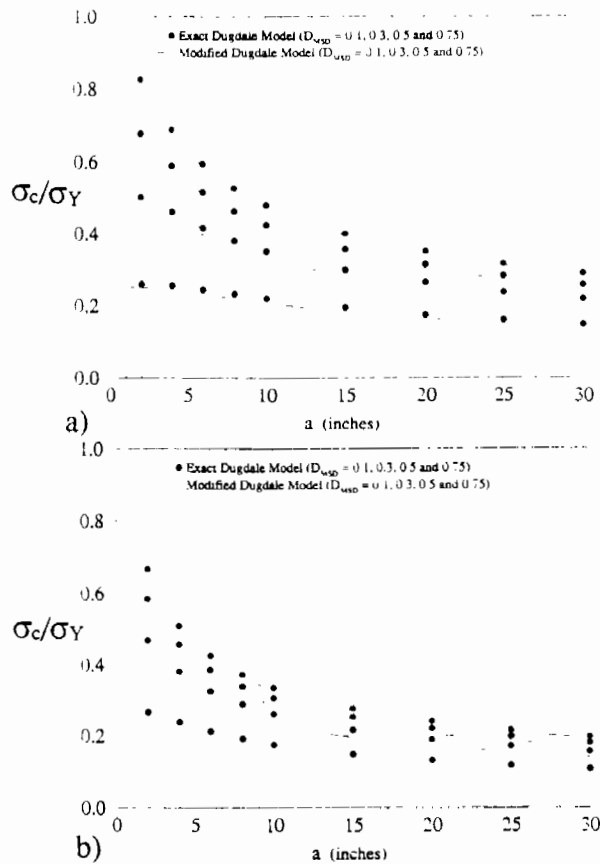 1.0
● Exact Dugdale Model (D_MSD = 0.1, 0.3, 0.5 and 0.75)
— Modified Dugdale Model (D_MSD = 0.1, 0.3, 0.5 and 0.75)
0.8
0.6
σc/σY
0.4
0.2
0.0
0 5 10 15 20 25 30
a (inches)
a)
1.0
● Exact Dugdale Model (D_MSD = 0.1, 0.3, 0.5 and 0.75)
Modified Dugdale Model (D_MSD = 0.1, 0.3, 0.5 and 0.75)
0.8
0.6
σc/σY
0.4
0.2
0.0
0 5 10 15 20 25 30
a (inches)
b)